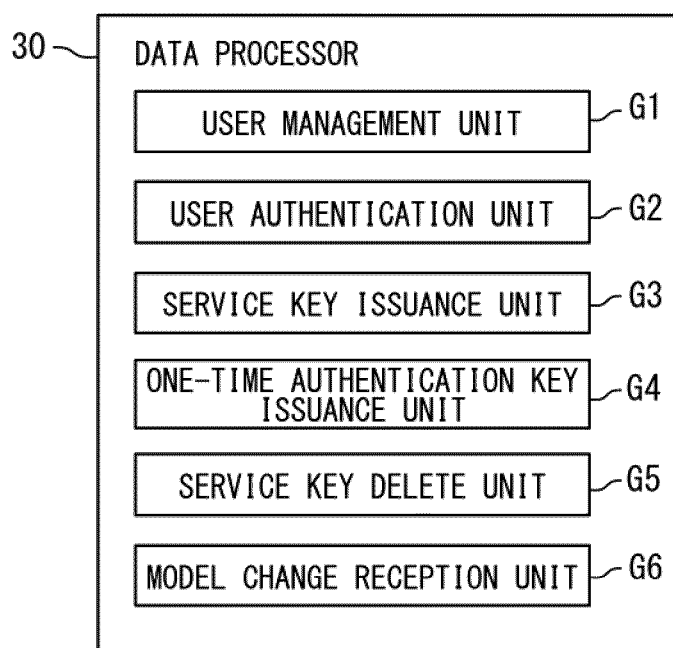 30
DATA PROCESSOR
USER MANAGEMENT UNIT
G1
USER AUTHENTICATION UNIT
G2
SERVICE KEY ISSUANCE UNIT
G3
ONE-TIME AUTHENTICATION KEY
ISSUANCE UNIT
G4
SERVICE KEY DELETE UNIT
G5
MODEL CHANGE RECEPTION UNIT
G6